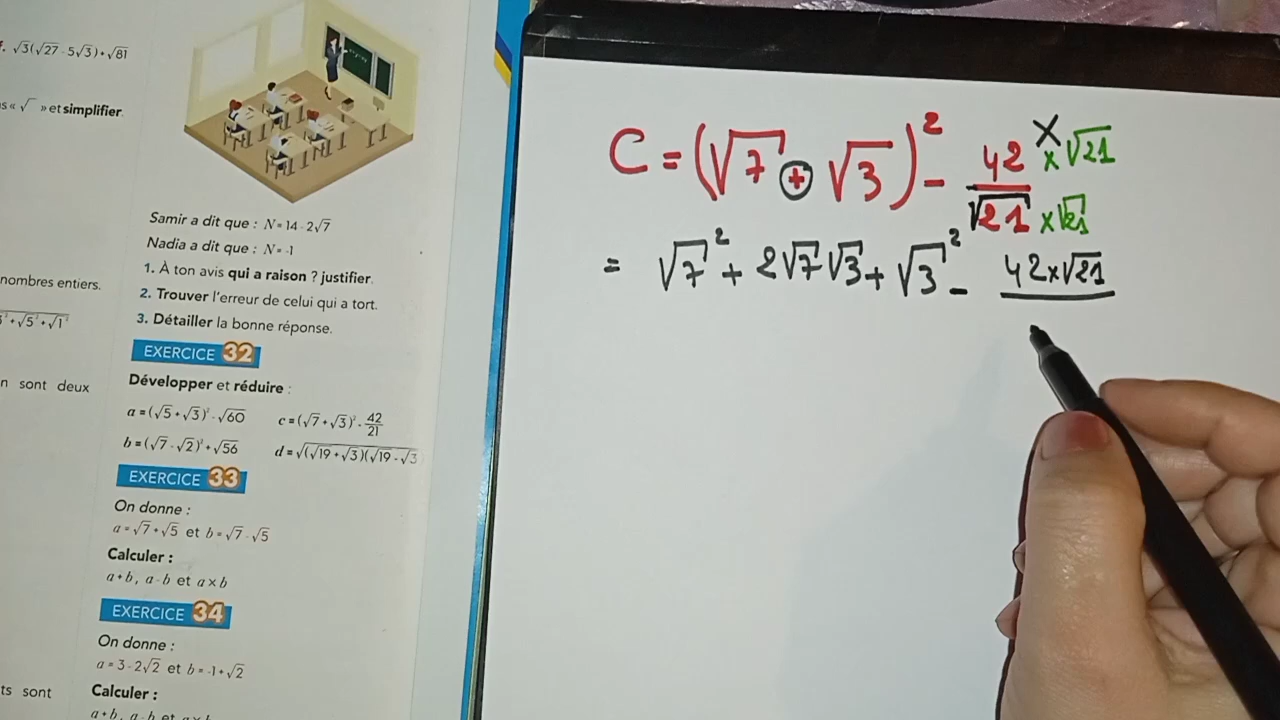 √3(√27 - 5√3)+√81
s « √ » et simplifier.
nombres entiers.
n sont deux
ts sont
Samir a dit que : N = 14 - 2√7
Nadia a dit que : N = -1
1. À ton avis qui a raison ? justifier.
2. Trouver l'erreur de celui qui a tort.
3. Détailler la bonne réponse.
EXERCICE 32
Développer et réduire :
a = (√5 + √3)² - √60 c = (√7 + √3)² - 42/21
b = (√7 - √2)² + √56 d = √(√19 + √3)(√19 - √3
EXERCICE 33
On donne :
a = √7 + √5 et b = √7 - √5
Calculer :
a + b, a - b et a × b
EXERCICE 34
On donne :
a = 3 - 2√2 et b = -1 + √2
Calculer :
C = (√7 + √3)² - 42/√21 × ×√21 ×√21
= √7² + 2√7√3 + √3² - 42×√21